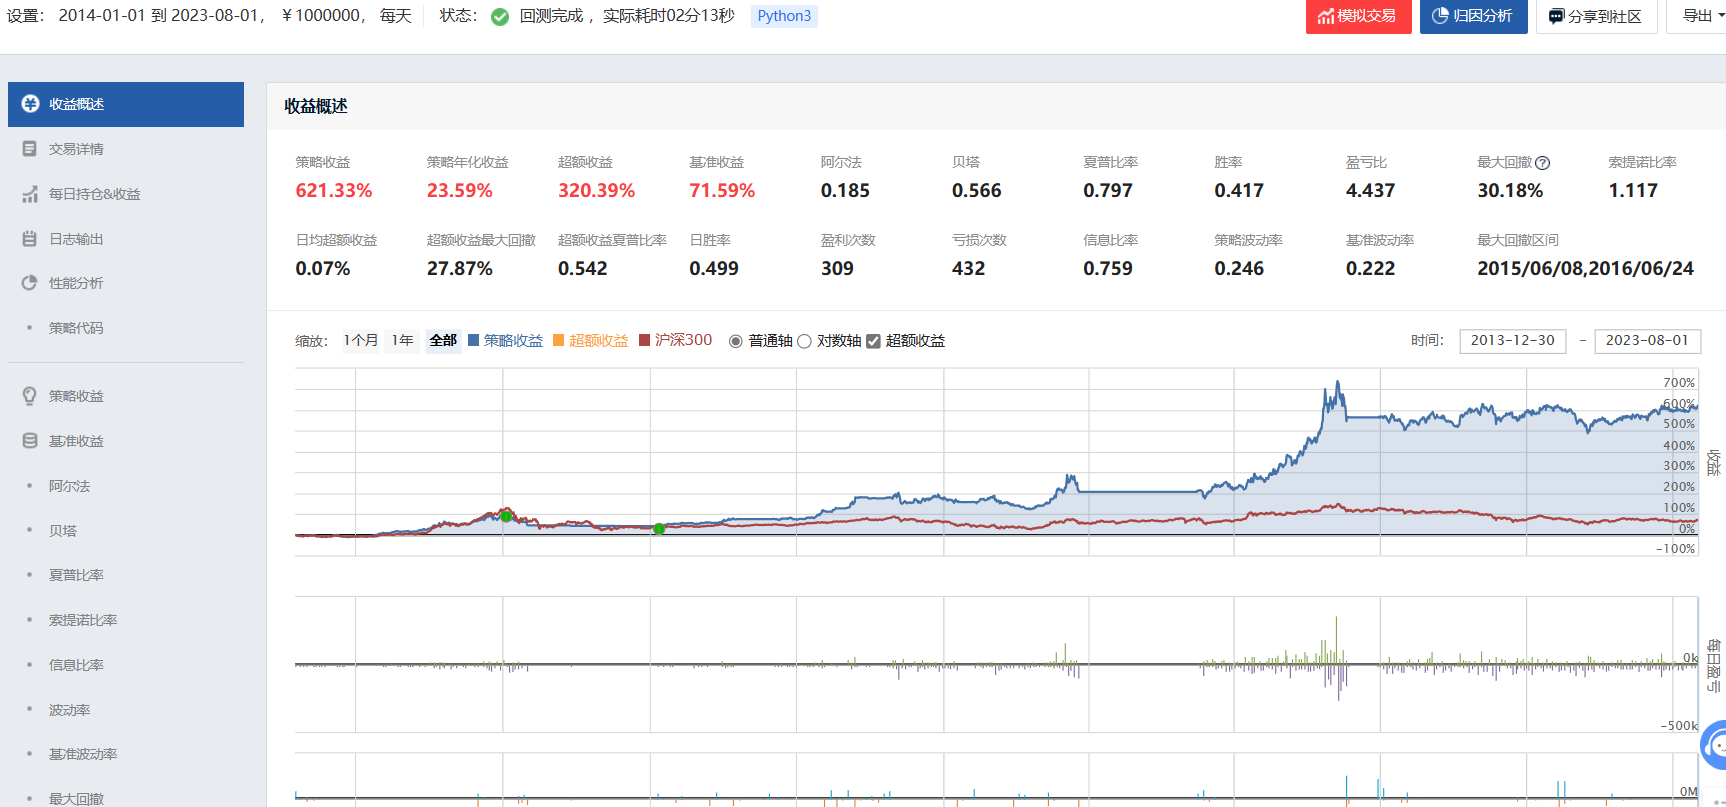 设置： 2014-01-01 到 2023-08-01， ￥1000000， 每天 状态： 回测完成， 实际耗时02分13秒 Python3 模拟交易 归因分析 分享到社区 导出
收益概述
交易详情
每日持仓&收益
日志输出
性能分析
策略代码
策略收益
基准收益
阿尔法
贝塔
夏普比率
索提诺比率
信息比率
波动率
基准波动率
最大回撤
收益概述
策略收益 策略年化收益 超额收益 基准收益 阿尔法 贝塔 夏普比率 胜率 盈亏比 最大回撤 索提诺比率
621.33% 23.59% 320.39% 71.59% 0.185 0.566 0.797 0.417 4.437 30.18% 1.117
日均超额收益 超额收益最大回撤 超额收益夏普比率 日胜率 盈利次数 亏损次数 信息比率 策略波动率 基准波动率 最大回撤区间
0.07% 27.87% 0.542 0.499 309 432 0.759 0.246 0.222 2015/06/08,2016/06/24
缩放： 1个月 1年 全部 策略收益 超额收益 沪深300 普通轴 对数轴 超额收益 时间： 2013-12-30 - 2023-08-01
700%
600%
500%
400%
300%
200%
100%
0%
-100%
收益
0k
-500k
每日盈亏
0M